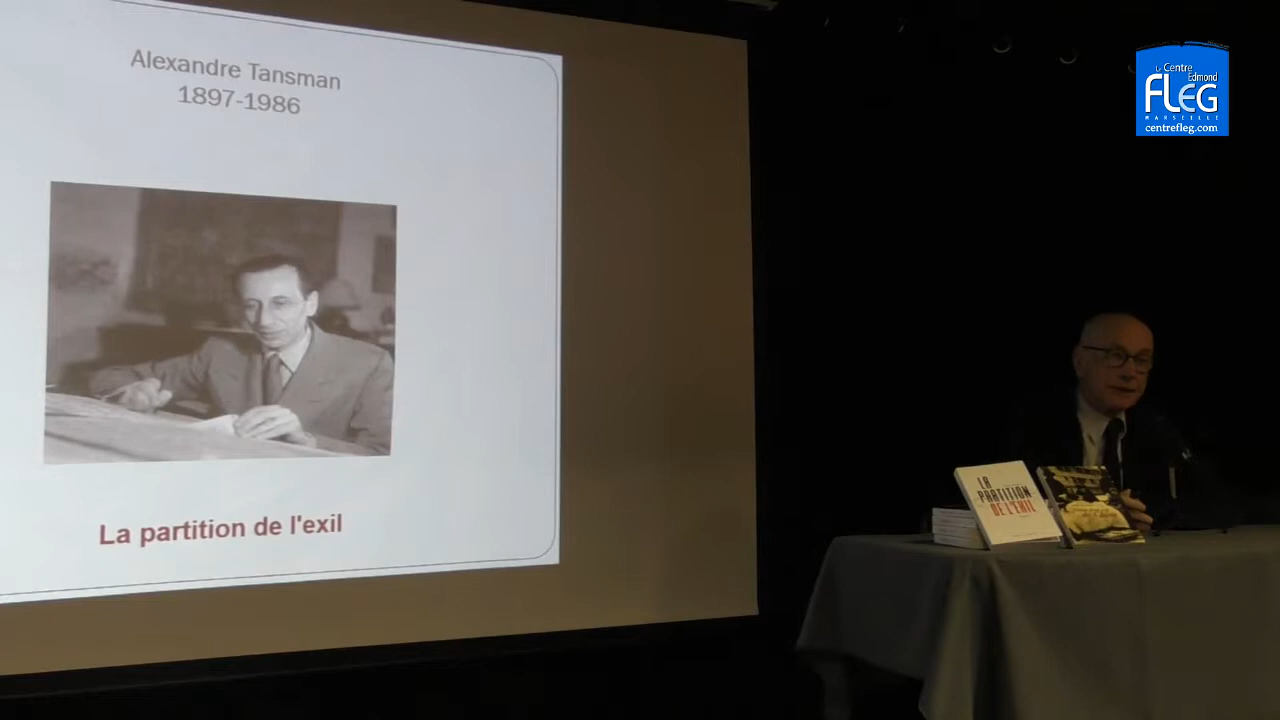 Alexandre Tansman
1897-1986
La partition de l'exil
Le Centre
Edmond
FLEG
MARSEILLE
centrefleg.com
LA
PARTITION
DE L'EXIL